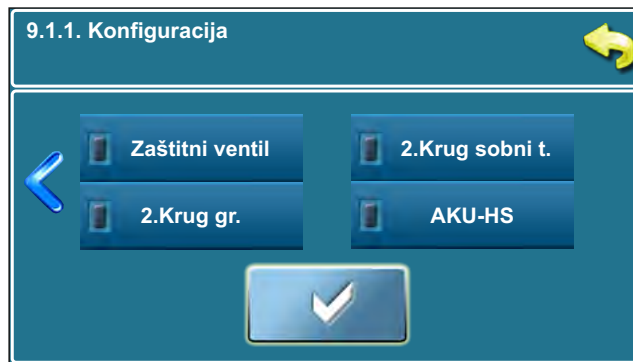 9.1.1. Konfiguracija
Zaštitni ventil
2.Krug sobni t.
2.Krug gr.
AKU-HS